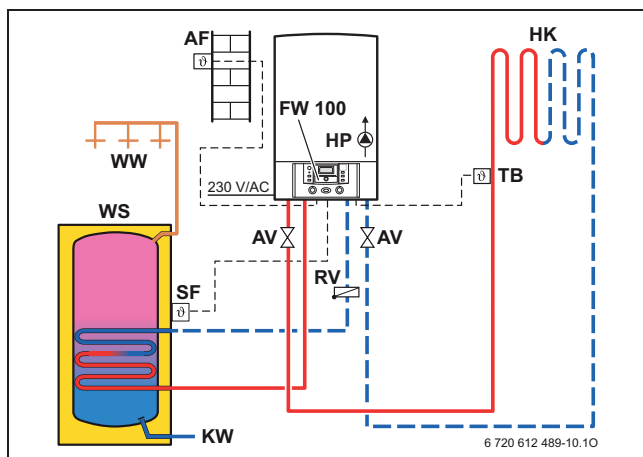 AF
HK
FW 100
HP
WW
230 V/AC
ϑ
ϑ
TB
WS
AV
AV
SF
RV
ϑ
KW
6 720 612 489-10.1O